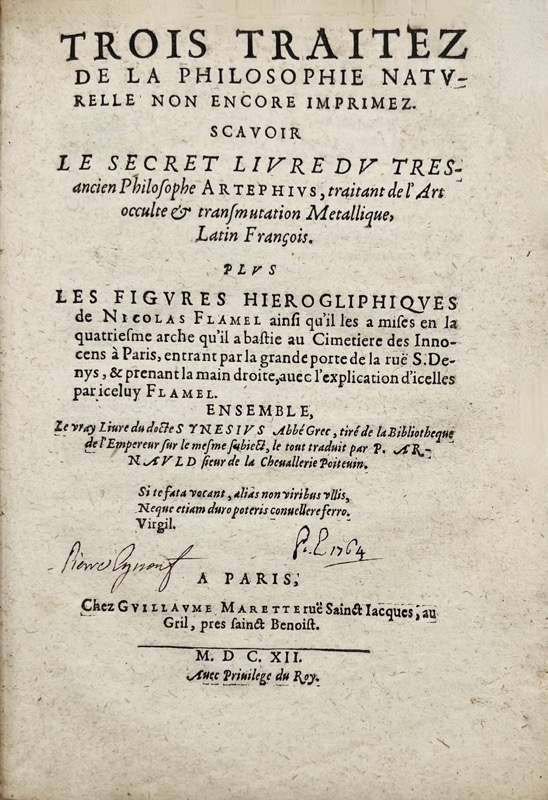 TROIS TRAITEZ
DE LA PHILOSOPHIE NATV-
RELLE NON ENCORE IMPRIMEZ.
SCAVOIR
LE SECRET LIVRE DV TRES-
ancien Philoſophe ARTEPHIVS, traitant de l'Art
occulte & tranſmutation Metallique,
Latin François.
PLVS
LES FIGVRES HIEROGLIPHIQVES
de NICOLAS FLAMEL ainſi qu'il les a miſes en la
quatrieſme arche qu'il a baſtie au Cimetiere des Inno-
cens à Paris, entrant par la grande porte de la ruë S. De-
nys, & prenant la main droite, auec l'explication d'icelles
par iceluy FLAMEL.
ENSEMBLE,
Le vray Liure du docte SYNESIVS Abbé Grec, tiré de la Bibliotheque
de l'Empereur ſur le meſme ſubiect, le tout traduit par P. AR-
NAVLD ſieur de la Cheuallerie Poiteuin.
Si te fata vocant, aliàs non viribus vllis,
Neque etiam duro poteris conuellere ferro.
Virgil.
1764
Pierre
A PARIS,
Chez GVILLAVME MARETTE ruë Sainct Iacques, au
Gril, pres ſainct Benoiſt.
M. D C. XII.
Auec Priuilege du Roy.